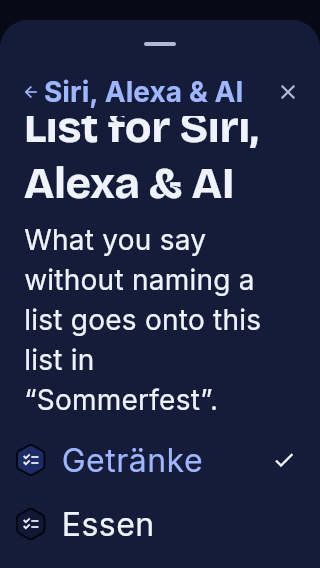 Siri, Alexa & AI
List for Siri,
Alexa & AI
What you say
without naming a
list goes onto this
list in
“Sommerfest”.
Getränke
Essen